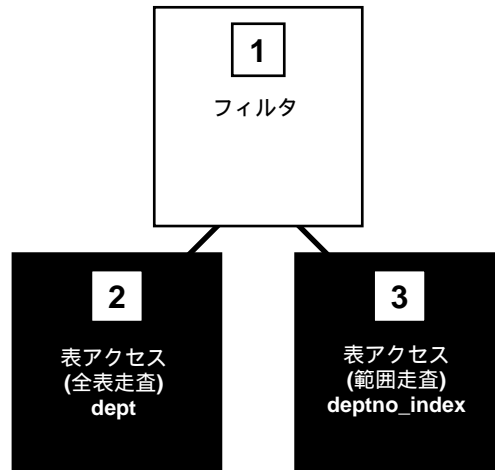 1
フィルタ
2
表アクセス
(全表走査)
dept
3
表アクセス
(範囲走査)
deptno_index